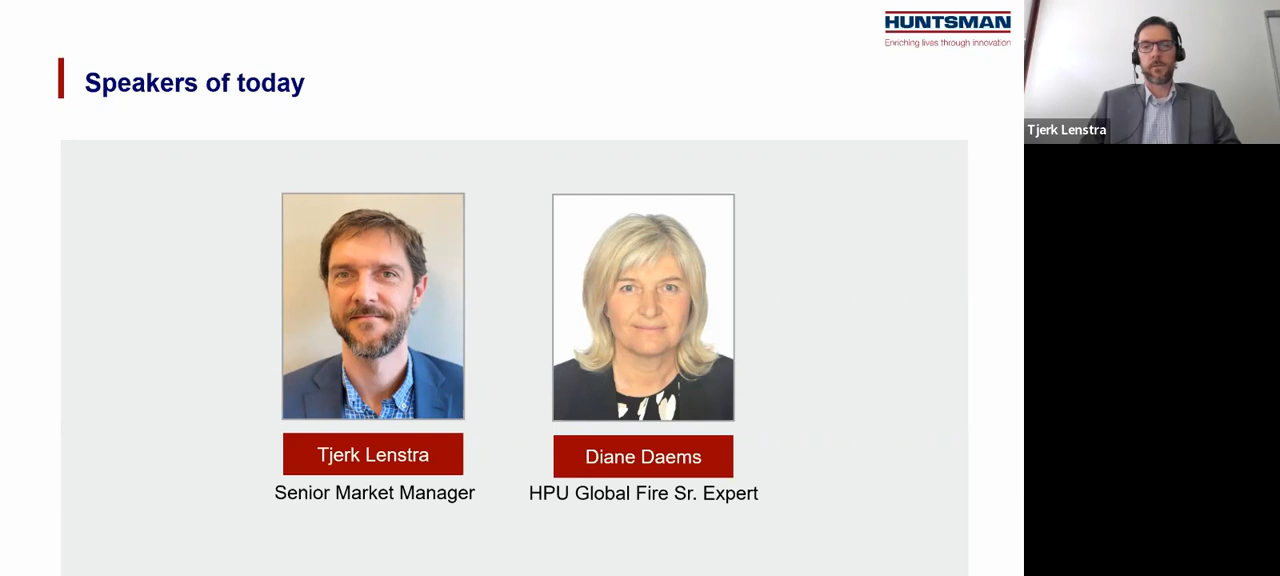 HUNTSMAN
Enriching lives through innovation
Speakers of today
Tjerk Lenstra
Tjerk Lenstra
Diane Daems
Senior Market Manager
HPU Global Fire Sr. Expert